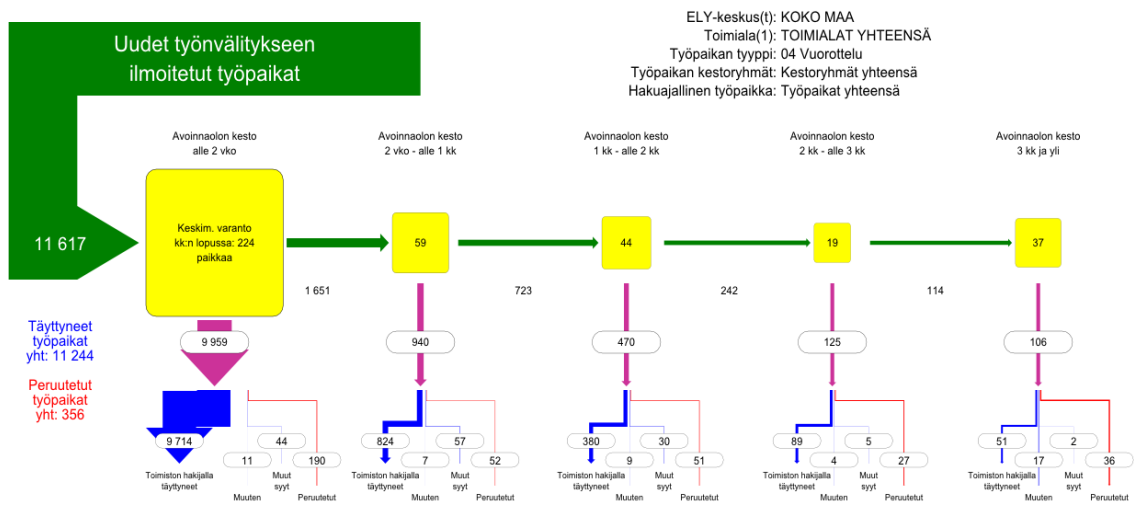 Uudet työnvälitykseen
ilmoitetut työpaikat
ELY-keskus(t): KOKO MAA
Toimiala(1): TOIMIALAT YHTEENSÄ
Työpaikan tyyppi: 04 Vuorottelu
Työpaikan kestoryhmät: Kestoryhmät yhteensä
Hakuajallinen työpaikka: Työpaikat yhteensä
Avoinnaolon kesto
alle 2 vko
Avoinnaolon kesto
2 vko - alle 1 kk
Avoinnaolon kesto
1 kk - alle 2 kk
Avoinnaolon kesto
2 kk - alle 3 kk
Avoinnaolon kesto
3 kk ja yli
11 617
Keskim. varanto
kk:n lopussa: 224
paikkaa
59
44
19
37
1 651
723
242
114
Täyttyneet
työpaikat
yht: 11 244
9 959
940
470
125
106
Peruutetut
työpaikat
yht: 356
9 714
44
11
190
Toimiston hakijalla
täyttyneet
Muut
syyt
Muuten
Peruutetut
824
57
7
52
Toimiston hakijalla
täyttyneet
Muut
syyt
Muuten
Peruutetut
380
30
9
51
Toimiston hakijalla
täyttyneet
Muut
syyt
Muuten
Peruutetut
89
5
4
27
Toimiston hakijalla
täyttyneet
Muut
syyt
Muuten
Peruutetut
51
2
17
36
Toimiston hakijalla
täyttyneet
Muut
syyt
Muuten
Peruutetut